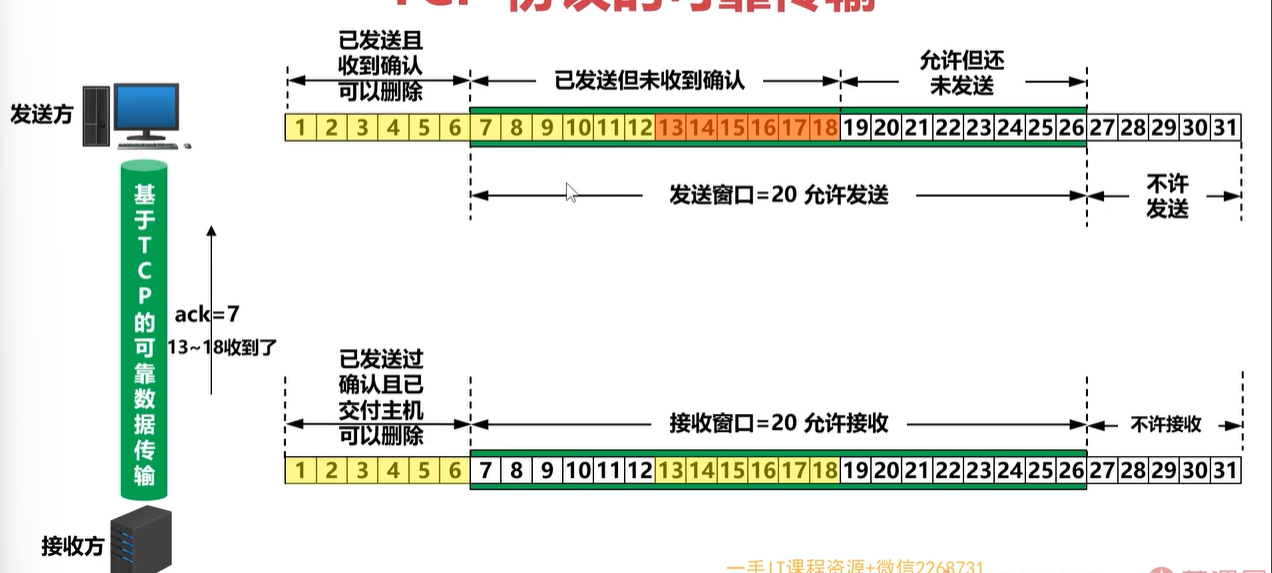 TCP 协议的可靠传输
已发送且
收到确认
可以删除
已发送但未收到确认
允许但还
未发送
发送方
1 2 3 4 5 6 7 8 9 10 11 12 13 14 15 16 17 18 19 20 21 22 23 24 25 26 27 28 29 30 31
发送窗口=20 允许发送
不许
发送
基于TCP的可靠数据传输
ack=7
13~18收到了
已发送过
确认且已
交付主机
可以删除
接收窗口=20 允许接收
不许接收
1 2 3 4 5 6 7 8 9 10 11 12 13 14 15 16 17 18 19 20 21 22 23 24 25 26 27 28 29 30 31
接收方
一手IT课程资源+微信2268731